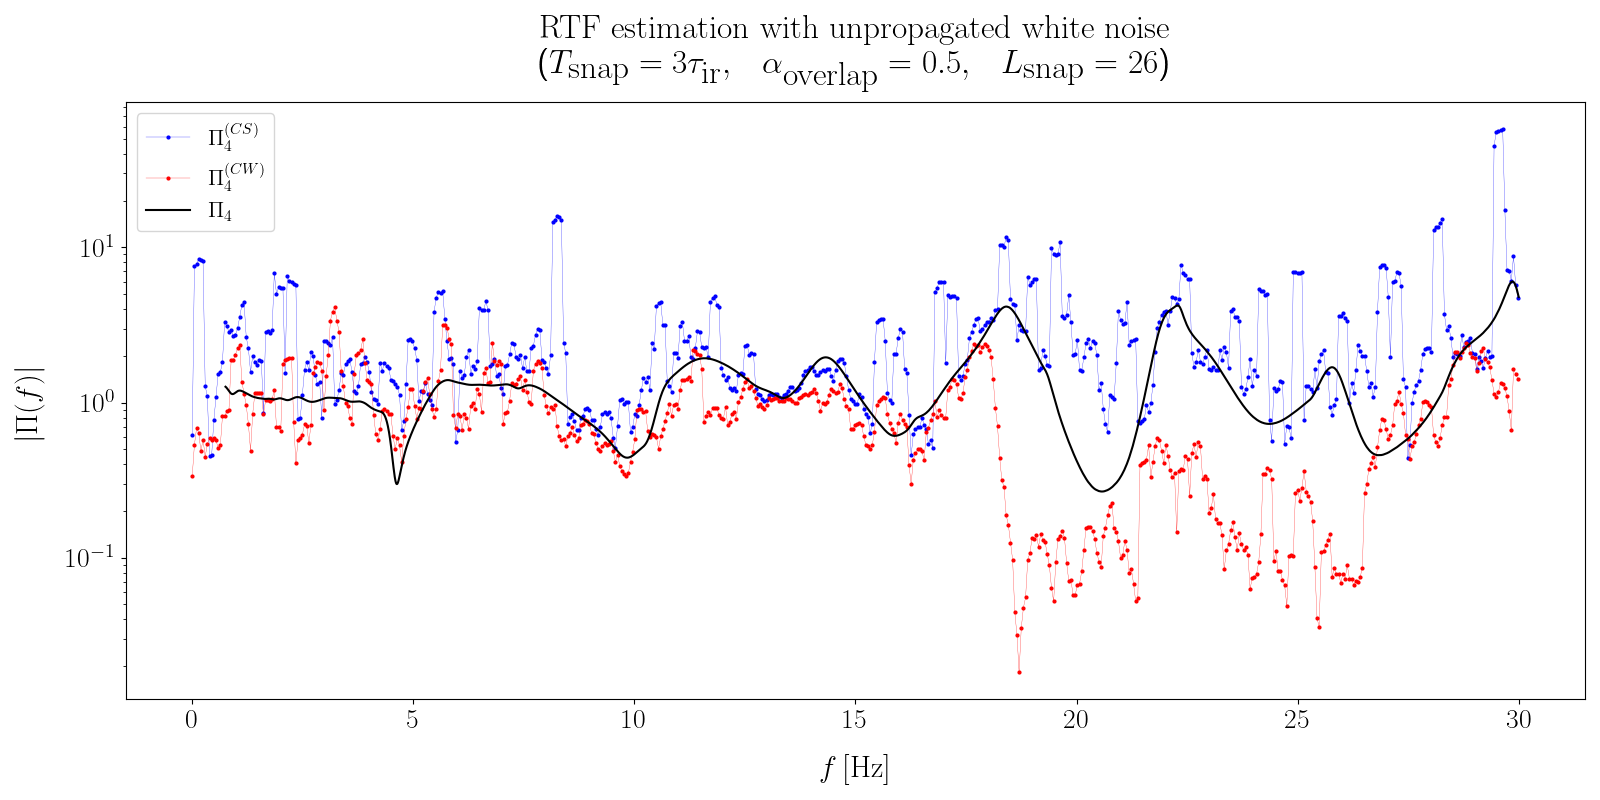 RTF estimation with unpropagated white noise
(T_snap = 3τ_ir, α_overlap = 0.5, L_snap = 26)
Π_4^(CS)
Π_4^(CW)
Π_4
10^1
10^0
10^−1
|Π(f)|
0 5 10 15 20 25 30
f [Hz]